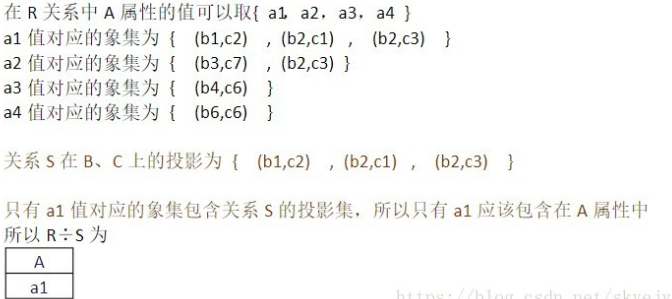 在 R 关系中 A 属性的值可以取{ a1, a2, a3, a4 }
a1 值对应的象集为 { (b1,c2) , (b2,c1) , (b2,c3) }
a2 值对应的象集为 { (b3,c7) , (b2,c3) }
a3 值对应的象集为 { (b4,c6) }
a4 值对应的象集为 { (b6,c6) }
关系 S 在 B、C 上的投影为 { (b1,c2) , (b2,c1) , (b2,c3) }
只有 a1 值对应的象集包含关系 S 的投影集，所以只有 a1 应该包含在 A 属性中
所以 R÷S 为
A
a1
https://blog.csdn.net/skyejy